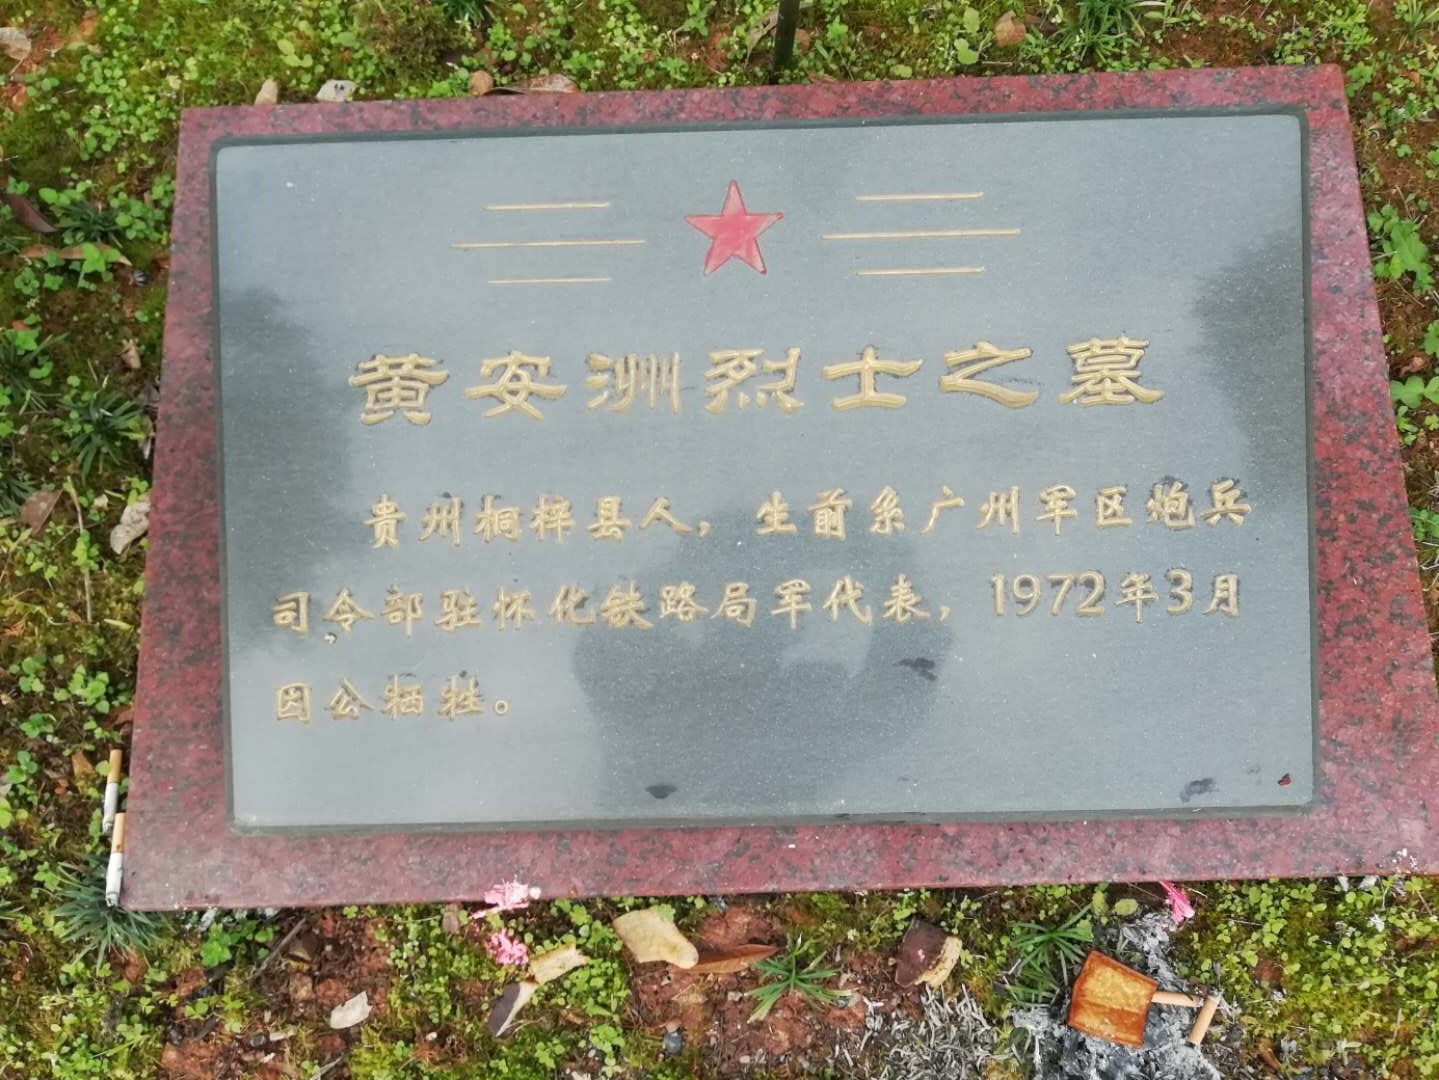 黄安洲烈士之墓
贵州桐梓县人，生前系广州军区炮兵
司令部驻怀化铁路局军代表，1972年3月
因公牺牲。